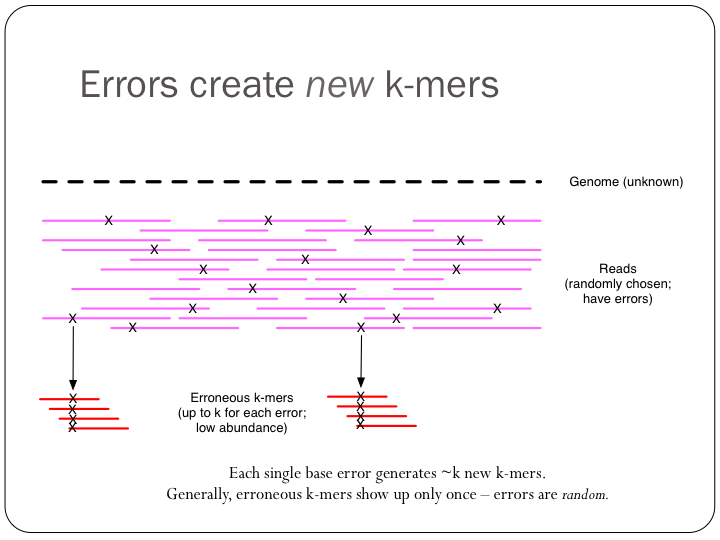 Errors create new k-mers
Genome (unknown)
Reads
(randomly chosen;
have errors)
Erroneous k-mers
(up to k for each error;
low abundance)
Each single base error generates ~k new k-mers.
Generally, erroneous k-mers show up only once – errors are random.